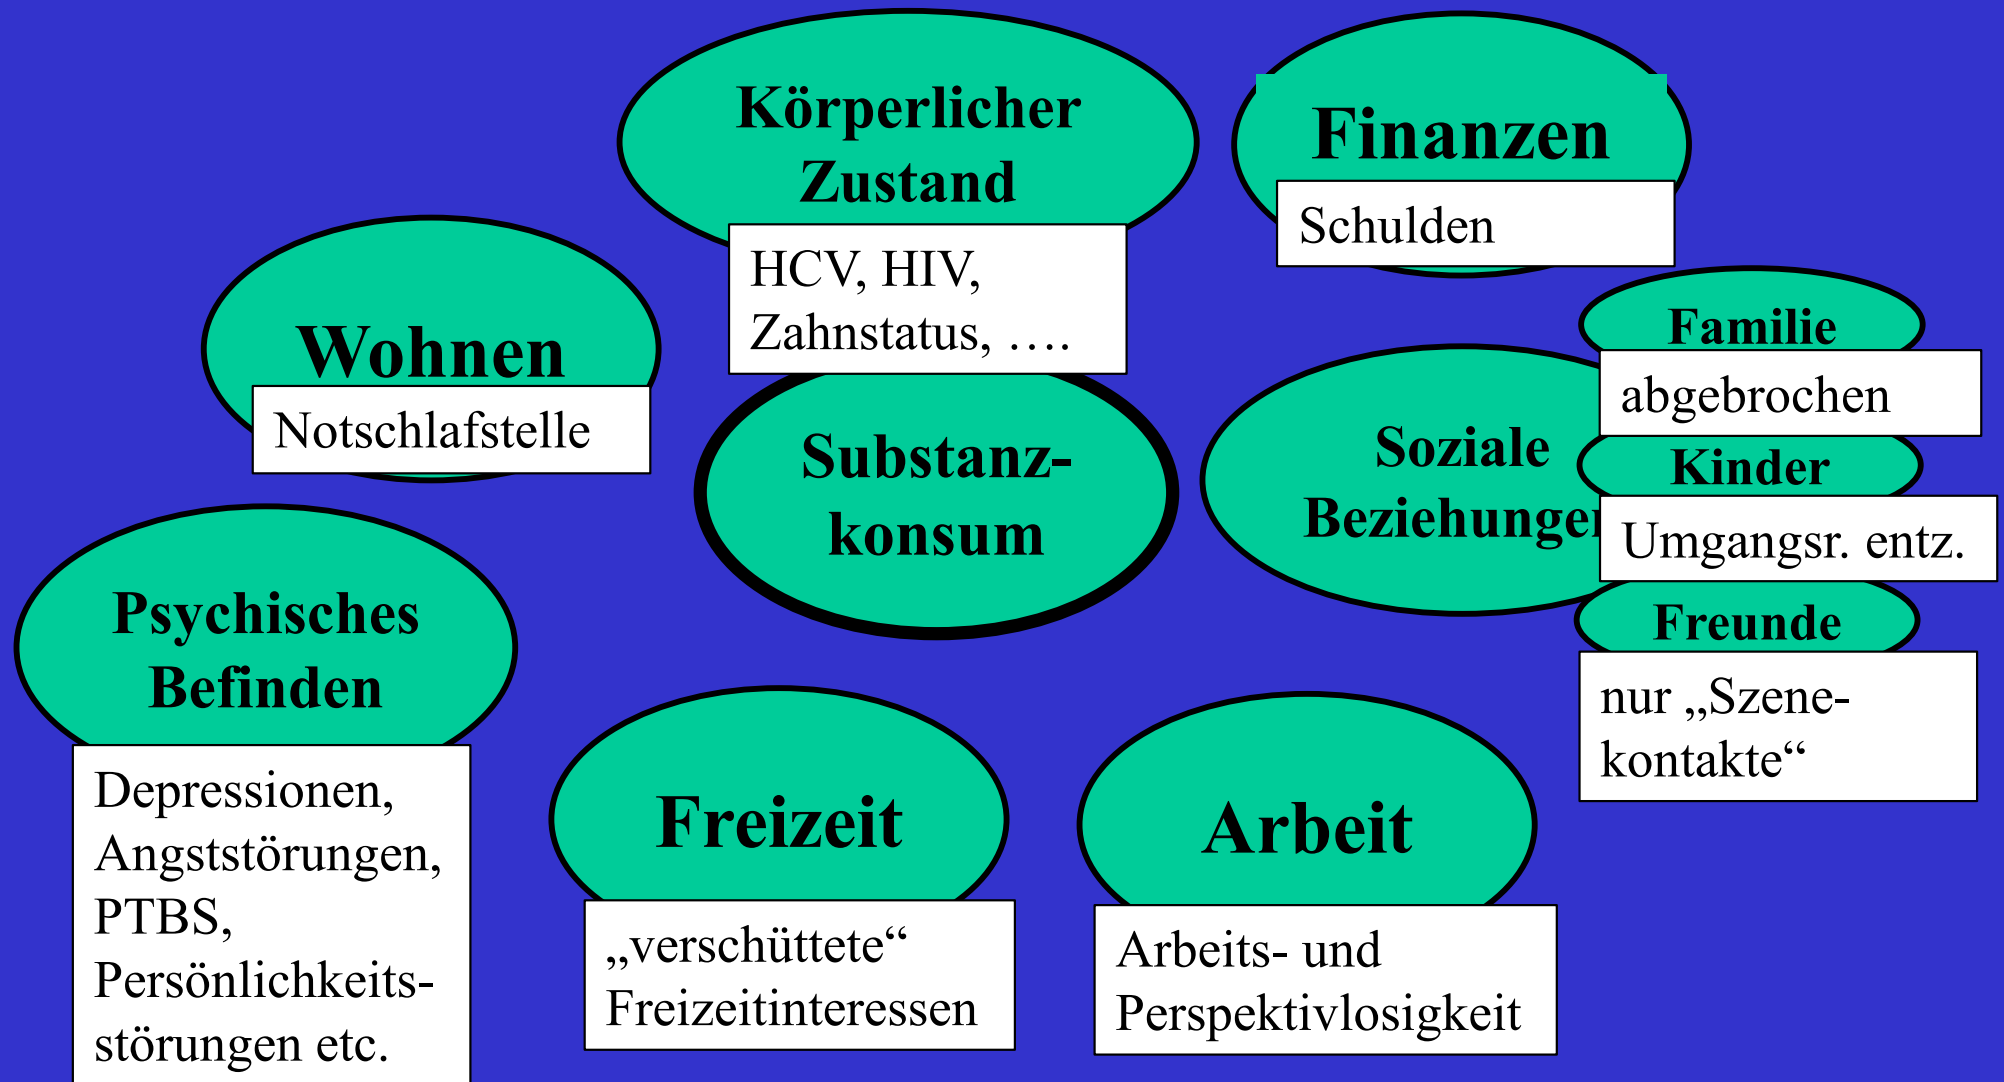 Körperlicher
Zustand
HCV, HIV,
Zahnstatus, ….
Finanzen
Schulden
Wohnen
Notschlafstelle
Substanz-
konsum
Soziale
Beziehungen
Familie
abgebrochen
Kinder
Umgangsr. entz.
Freunde
nur „Szene-
kontakte“
Psychisches
Befinden
Depressionen,
Angststörungen,
PTBS,
Persönlichkeits-
störungen etc.
Freizeit
„verschüttete“
Freizeitinteressen
Arbeit
Arbeits- und
Perspektivlosigkeit